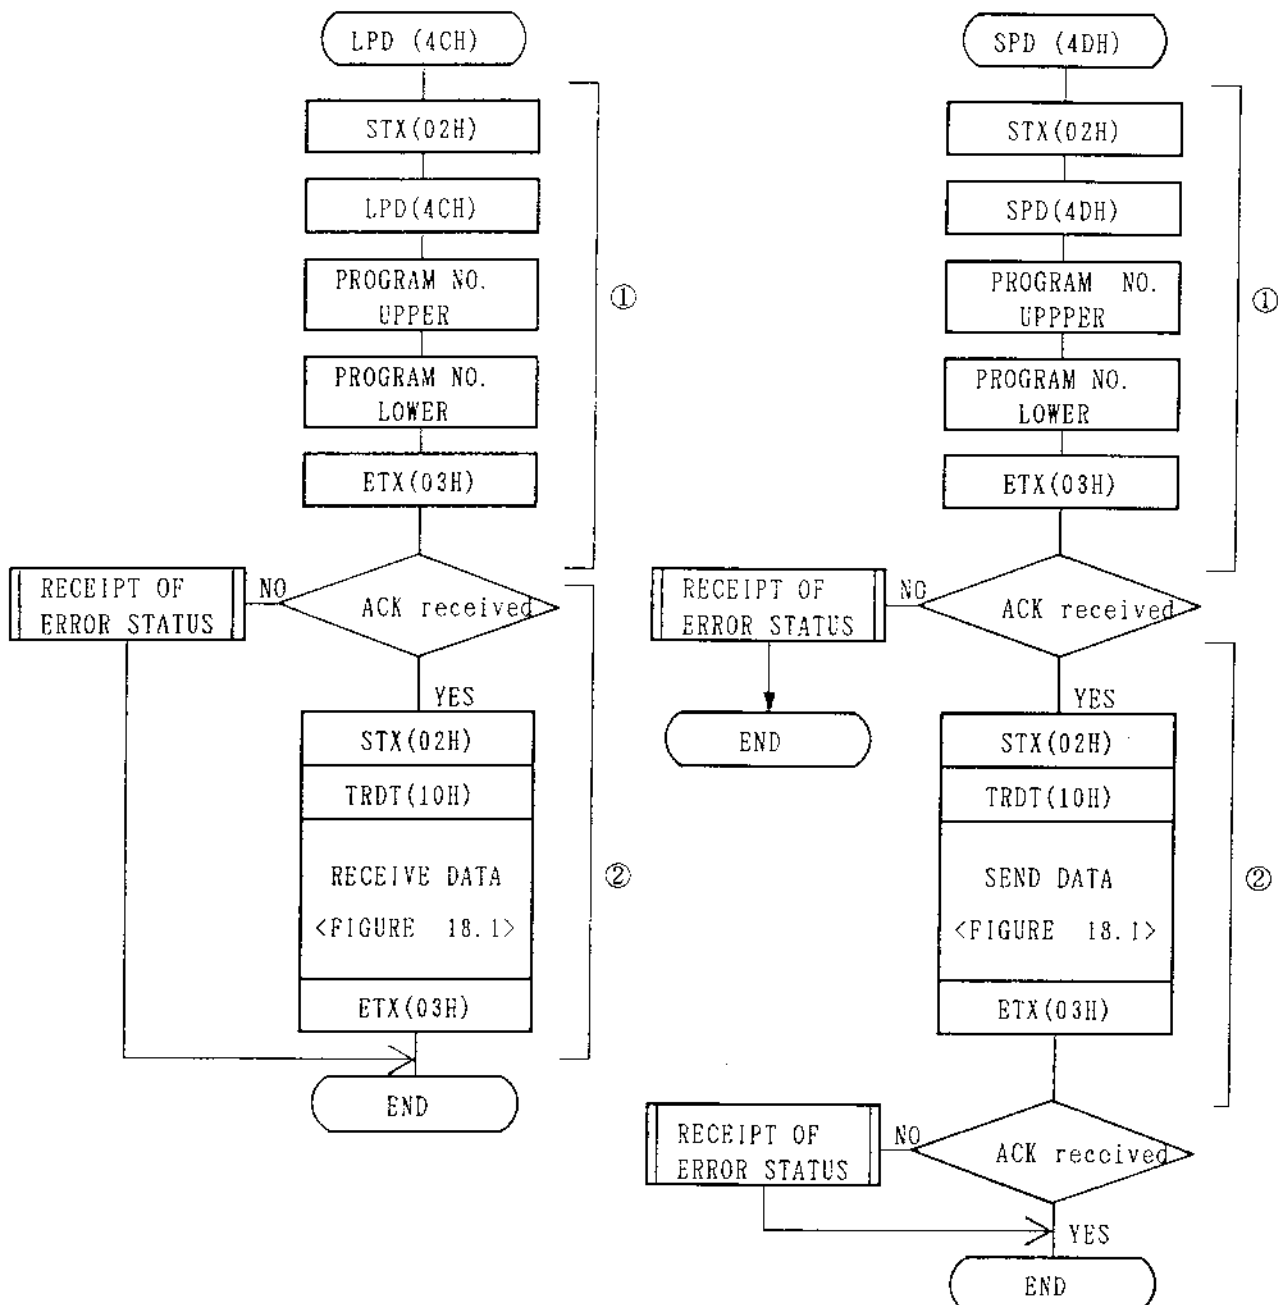 LPD (4CH)
STX(02H)
LPD(4CH)
PROGRAM NO.
UPPER
PROGRAM NO.
LOWER
ETX(03H)
①
RECEIPT OF
ERROR STATUS
NO
ACK received
YES
STX(02H)
TRDT(10H)
RECEIVE DATA
<FIGURE 18.1>
ETX(03H)
②
END
SPD (4DH)
STX(02H)
SPD(4DH)
PROGRAM NO.
UPPPER
PROGRAM NO.
LOWER
ETX(03H)
①
RECEIPT OF
ERROR STATUS
NO
ACK received
END
YES
STX(02H)
TRDT(10H)
SEND DATA
<FIGURE 18.1>
ETX(03H)
②
RECEIPT OF
ERROR STATUS
NO
ACK received
YES
END